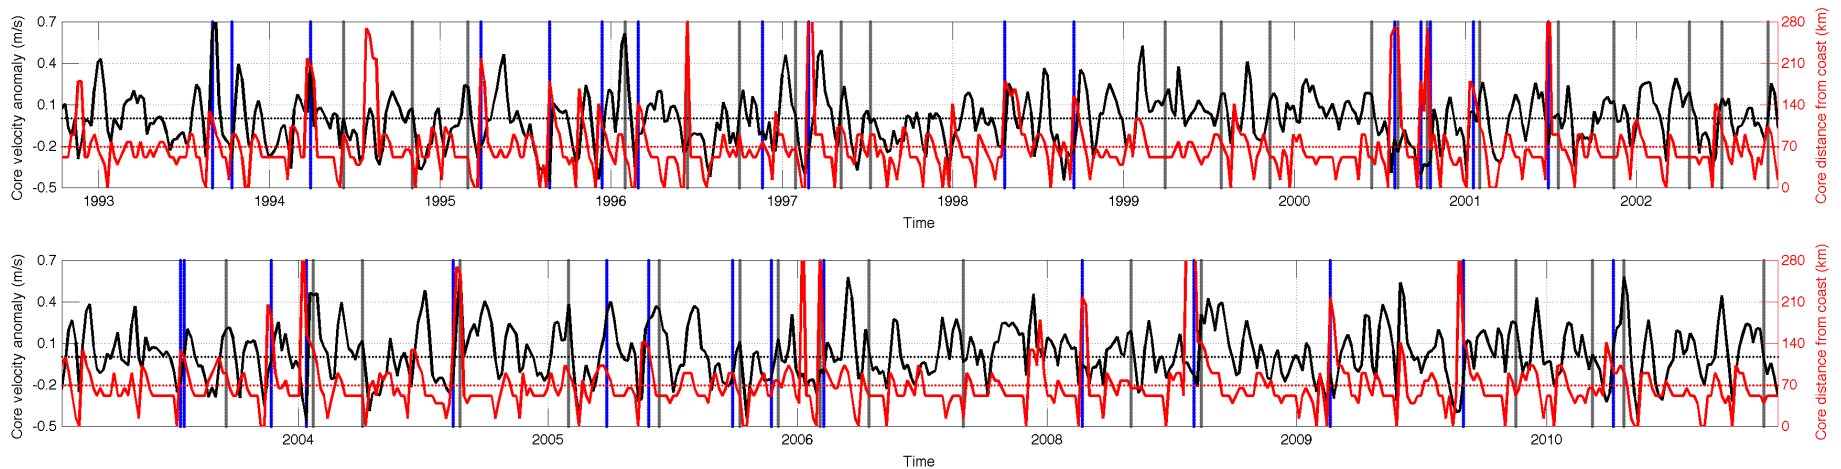 Core velocity anomaly (m/s)
0.7
0.4
0.1
-0.2
-0.5
280
210
140
70
0
Core distance from coast (km)
1993 1994 1995 1996 1997 1998 1999 2000 2001 2002
Time
Core velocity anomaly (m/s)
0.7
0.4
0.1
-0.2
-0.5
280
210
140
70
0
Core distance from coast (km)
2004 2005 2006 2008 2009 2010
Time